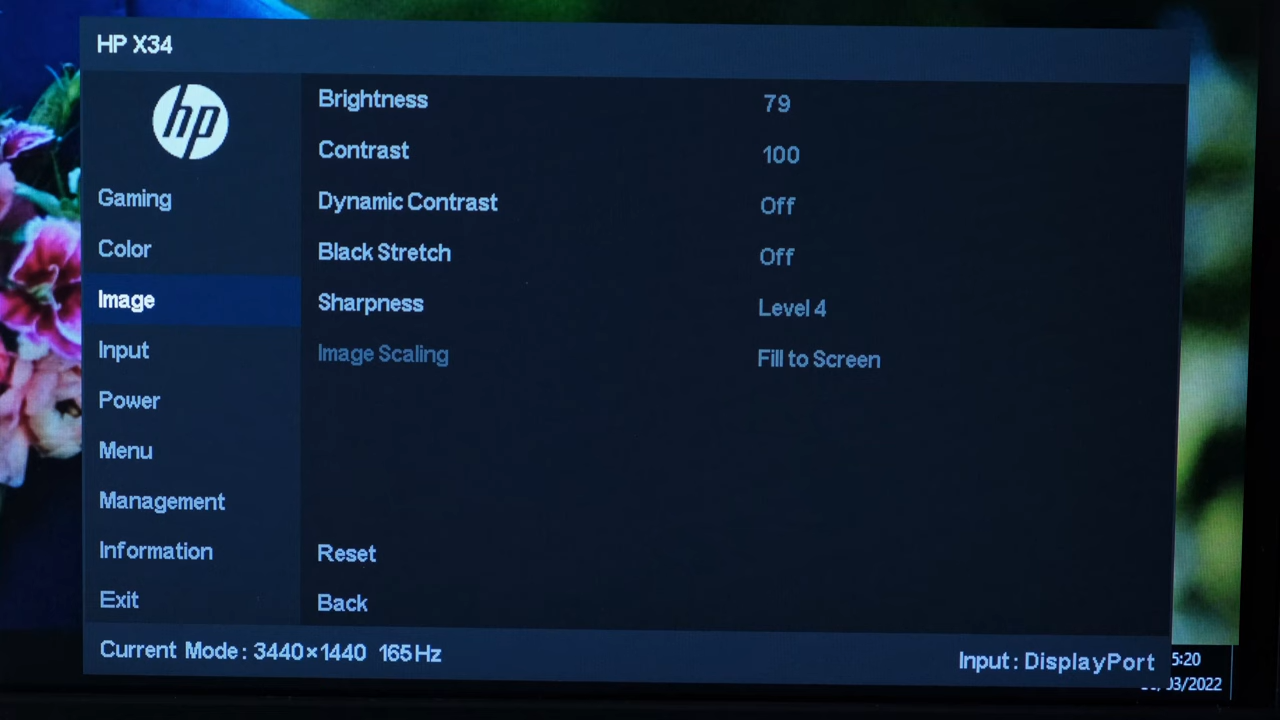 HP X34
hp
Brightness 79
Contrast 100
Gaming
Dynamic Contrast Off
Color
Black Stretch Off
Image
Sharpness Level 4
Input
Image Scaling Fill to Screen
Power
Menu
Management
Information
Reset
Exit
Back
Current Mode: 3440×1440 165Hz
Input: DisplayPort
5:20
03/2022